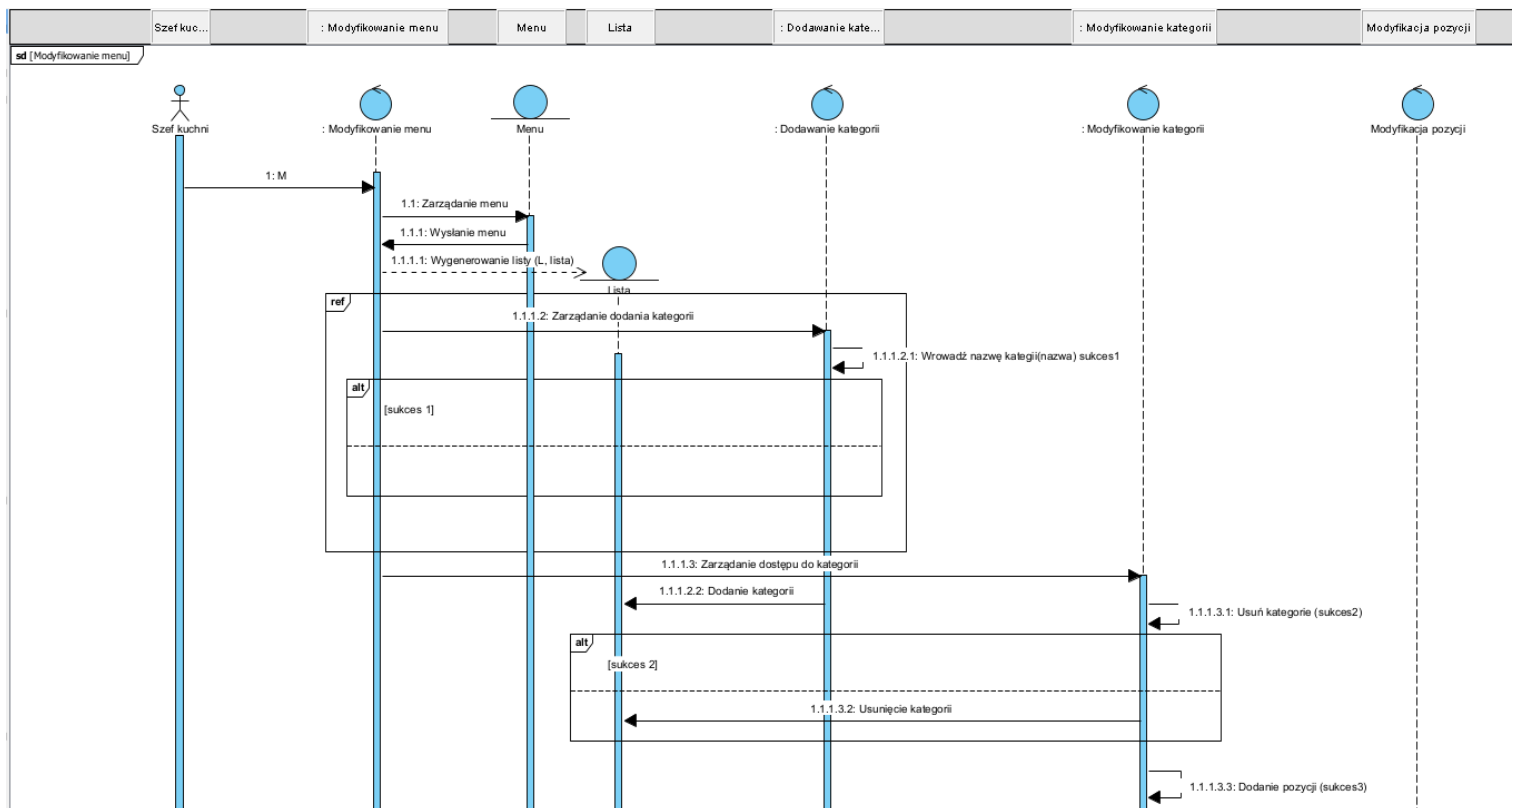 Szef kuc...
: Modyfikowanie menu
Menu
Lista
: Dodawanie kate...
: Modyfikowanie kategorii
Modyfikacja pozycji
sd [Modyfikowanie menu]
Szef kuchni
: Modyfikowanie menu
Menu
: Dodawanie kategorii
: Modyfikowanie kategorii
Modyfikacja pozycji
1: M
1.1: Zarządanie menu
1.1.1: Wysłanie menu
1.1.1.1: Wygenerowanie listy (L, lista)
Lista
ref
1.1.1.2: Zarządanie dodania kategorii
1.1.1.2.1: Wrowadź nazwę kategii(nazwa) sukces1
alt
[sukces 1]
1.1.1.3: Zarządanie dostępu do kategorii
1.1.1.2.2: Dodanie kategorii
1.1.1.3.1: Usuń kategorie (sukces2)
alt
[sukces 2]
1.1.1.3.2: Usunięcie kategorii
1.1.1.3.3: Dodanie pozycji (sukces3)